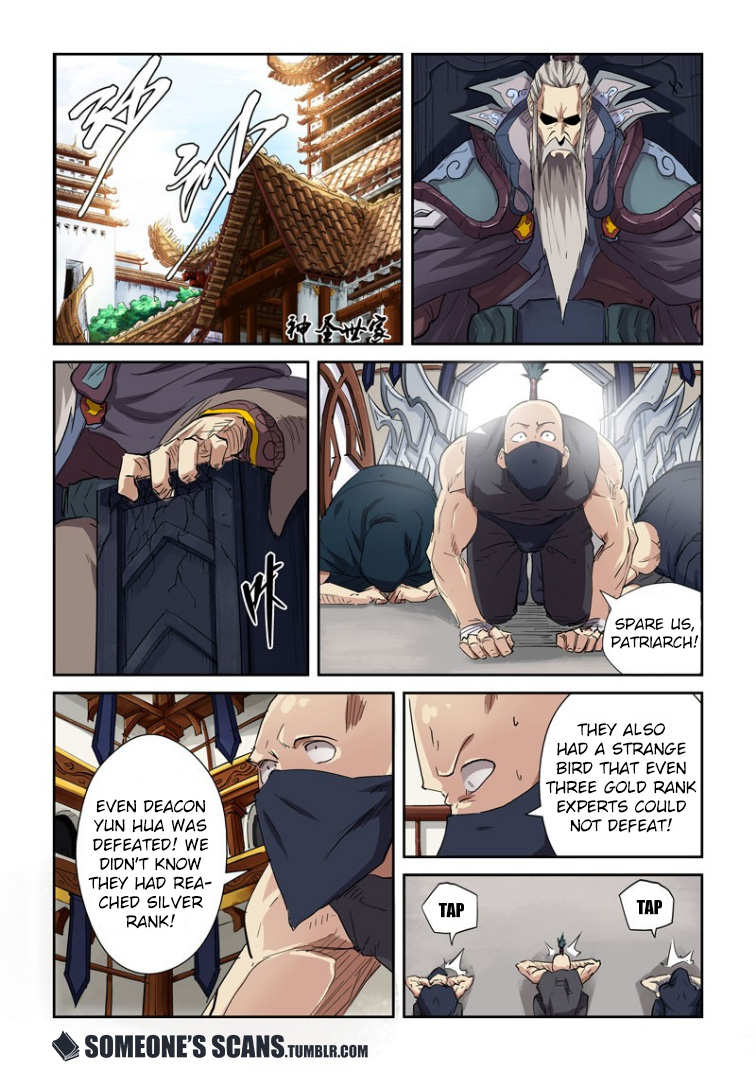 神圣世家
咔
SPARE US,
PATRIARCH!
EVEN DEACON
YUN HUA WAS
DEFEATED! WE
DIDN'T KNOW
THEY HAD REA-
CHED SILVER
RANK!
THEY ALSO
HAD A STRANGE
BIRD THAT EVEN
THREE GOLD RANK
EXPERTS COULD
NOT DEFEAT!
TAP
TAP
SOMEONE'S SCANS.TUMBLR.COM